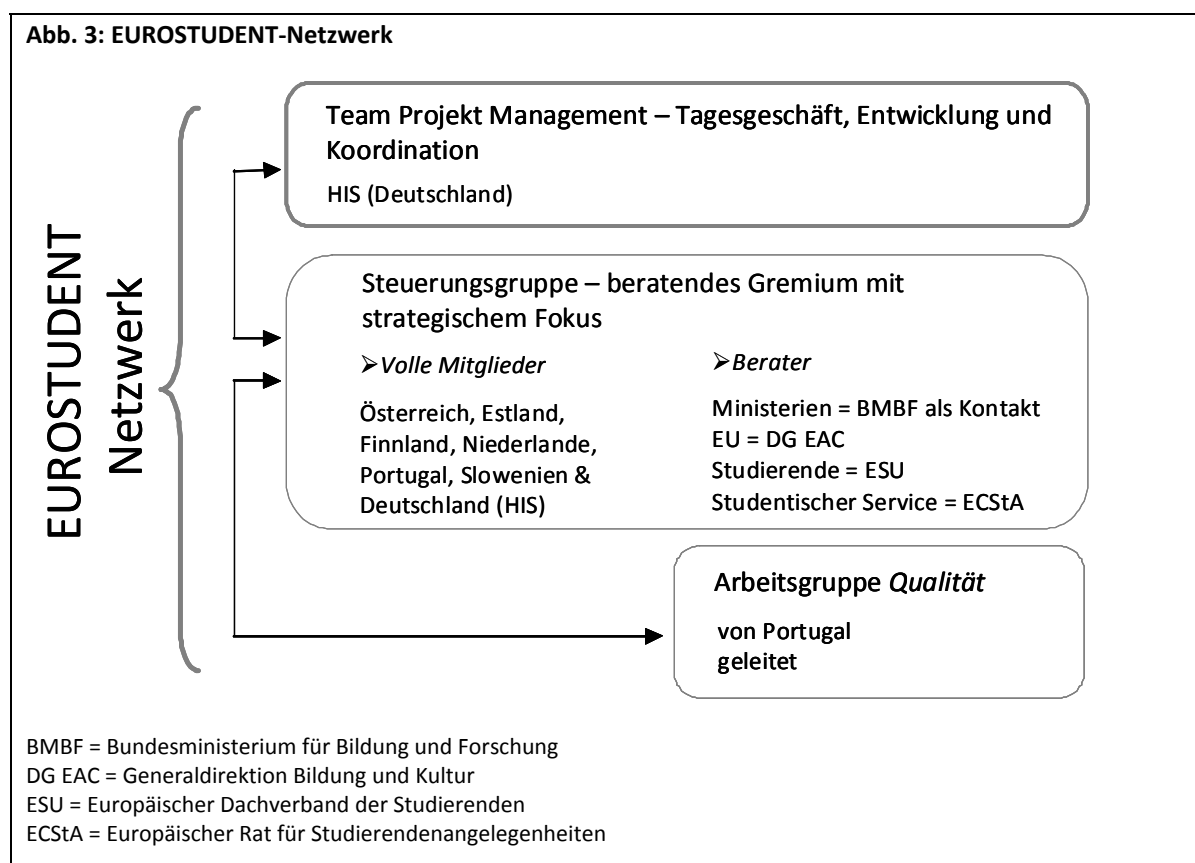 Abb. 3: EUROSTUDENT-Netzwerk
EUROSTUDENT
Netzwerk
Team Projekt Management – Tagesgeschäft, Entwicklung und
Koordination
HIS (Deutschland)
Steuerungsgruppe – beratendes Gremium mit
strategischem Fokus
➢Volle Mitglieder
Österreich, Estland,
Finnland, Niederlande,
Portugal, Slowenien &
Deutschland (HIS)
➢Berater
Ministerien = BMBF als Kontakt
EU = DG EAC
Studierende = ESU
Studentischer Service = ECStA
Arbeitsgruppe Qualität
von Portugal
geleitet
BMBF = Bundesministerium für Bildung und Forschung
DG EAC = Generaldirektion Bildung und Kultur
ESU = Europäischer Dachverband der Studierenden
ECStA = Europäischer Rat für Studierendenangelegenheiten